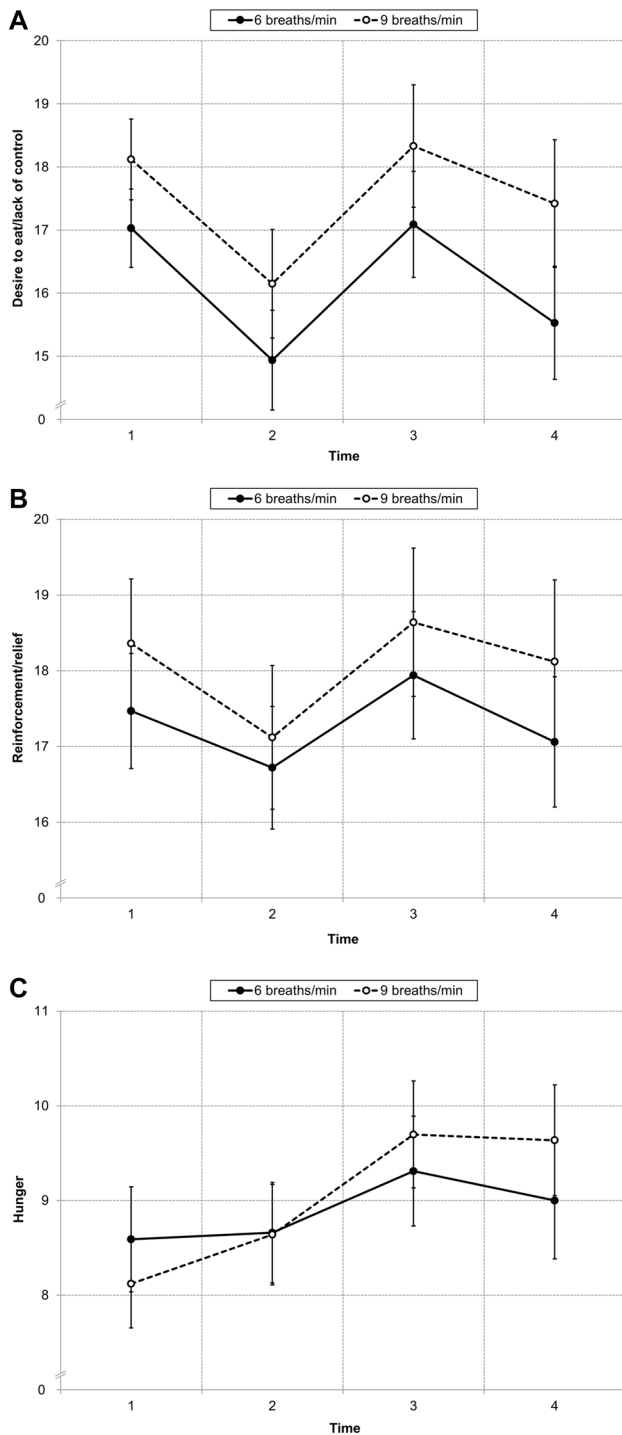 A
6 breaths/min 9 breaths/min
20
19
18
17
16
15
0
Desire to eat/lack of control
1 2 3 4
Time
B
6 breaths/min 9 breaths/min
20
19
18
17
16
0
Reinforcement/relief
1 2 3 4
Time
C
6 breaths/min 9 breaths/min
11
10
9
8
0
Hunger
1 2 3 4
Time